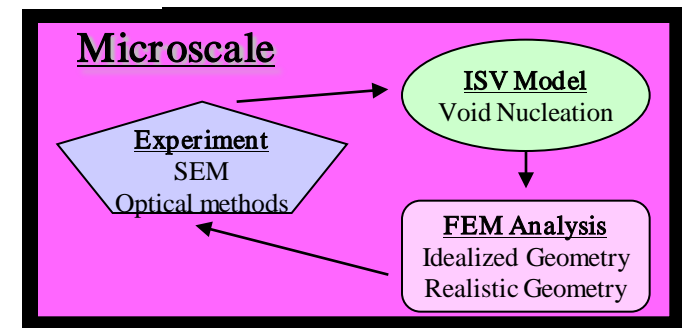 Microscale
ISV Model
Void Nucleation
Experiment
SEM
Optical methods
FEM Analysis
Idealized Geometry
Realistic Geometry